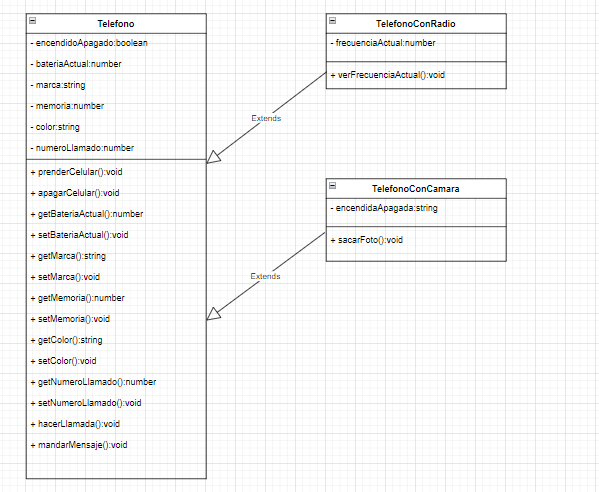 Telefono
- encendidoApagado:boolean
- bateriaActual:number
- marca:string
- memoria:number
- color:string
- numeroLlamado:number
+ prenderCelular():void
+ apagarCelular():void
+ getBateriaActual():number
+ setBateriaActual():void
+ getMarca():string
+ setMarca():void
+ getMemoria():number
+ setMemoria():void
+ getColor():string
+ setColor():void
+ getNumeroLlamado():number
+ setNumeroLlamado():void
+ hacerLlamada():void
+ mandarMensaje():void
Extends
Extends
TelefonoConRadio
- frecuenciaActual:number
+ verFrecuenciaActual():void
TelefonoConCamara
- encendidaApagada:string
+ sacarFoto():void